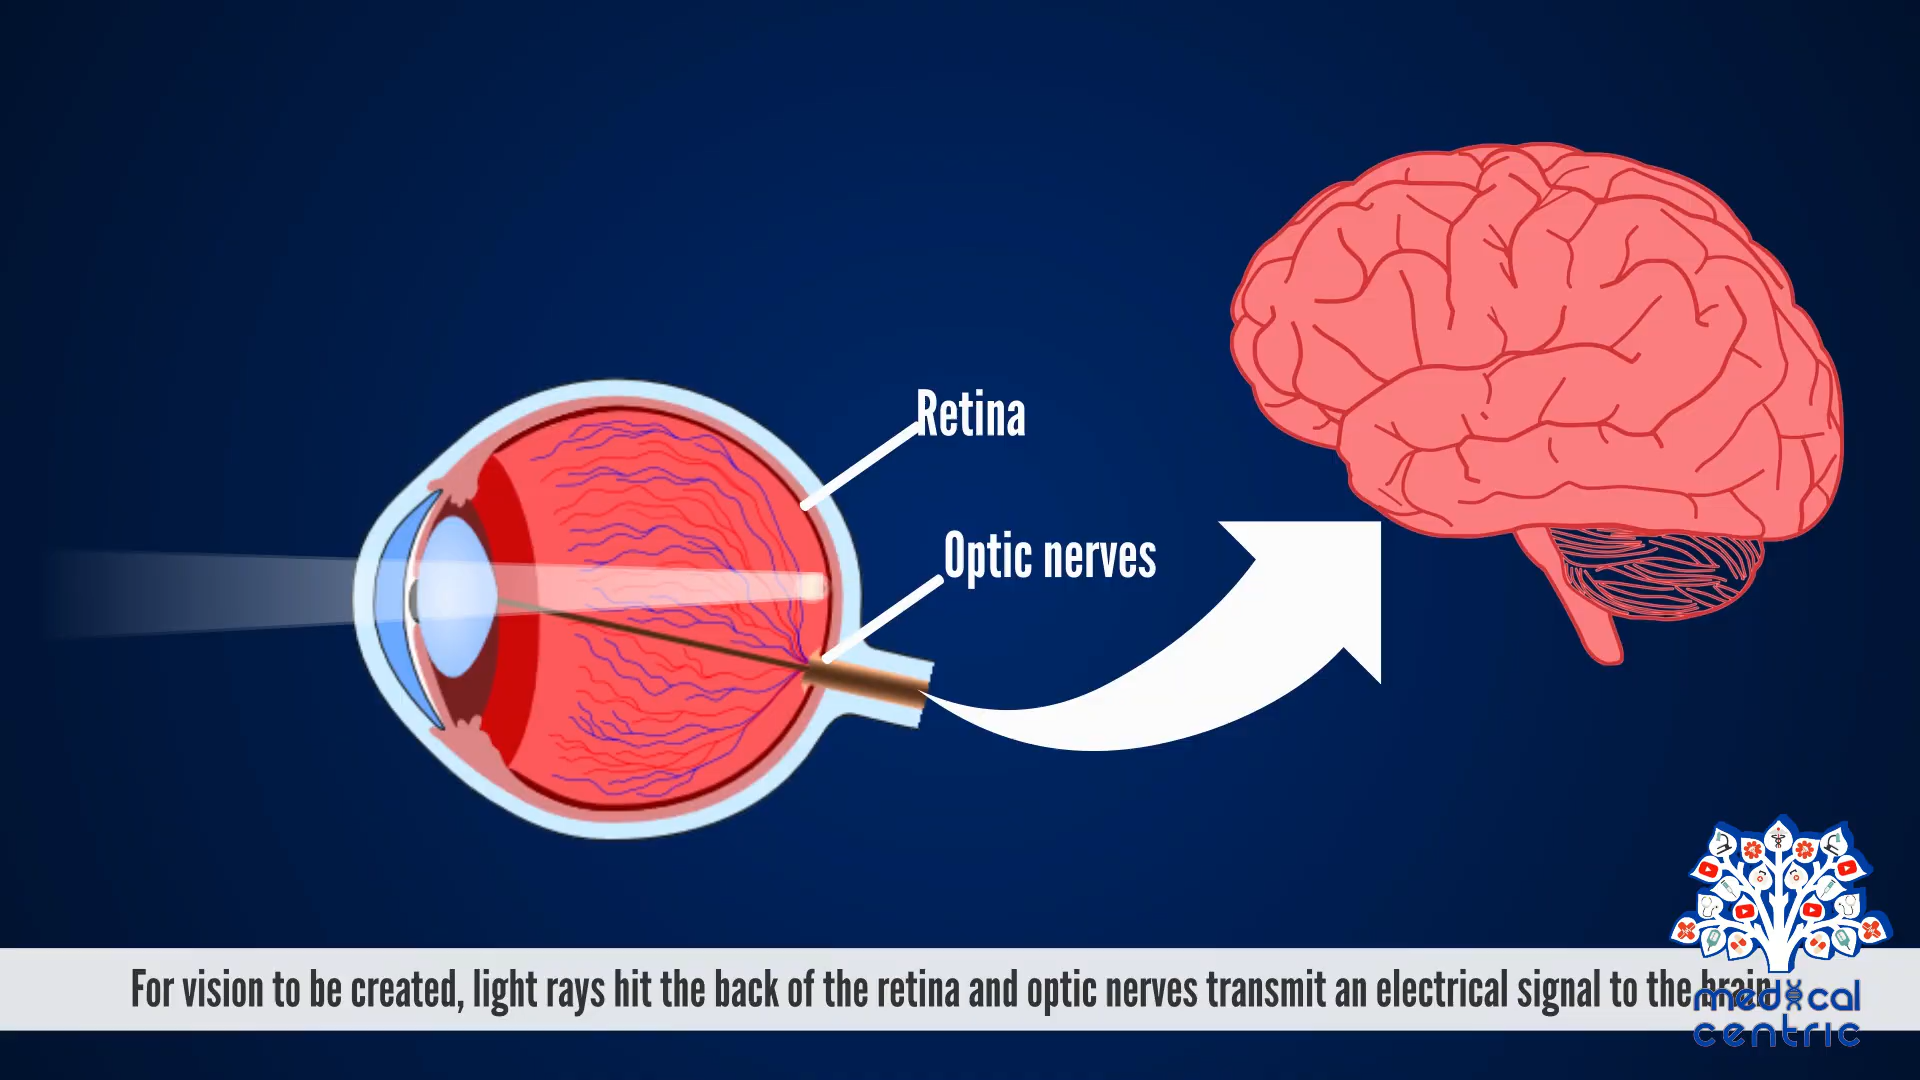 Retina
Optic nerves
For vision to be created, light rays hit the back of the retina and optic nerves transmit an electrical signal to the brain
medical
centric